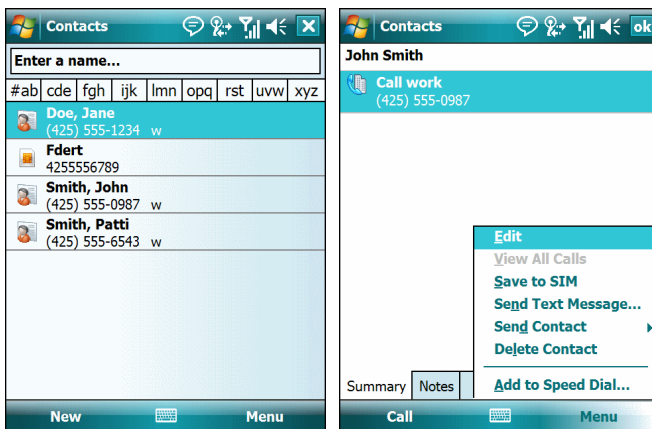 Contacts
Enter a name...
#ab cde fgh ijk lmn opq rst uvw xyz
Doe, Jane
(425) 555-1234 w
Fdert
4255556789
Smith, John
(425) 555-0987 w
Smith, Patti
(425) 555-6543 w
New Menu
Contacts ok
John Smith
Call work
(425) 555-0987
Edit
View All Calls
Save to SIM
Send Text Message...
Send Contact
Delete Contact
Add to Speed Dial...
Summary Notes
Call Menu